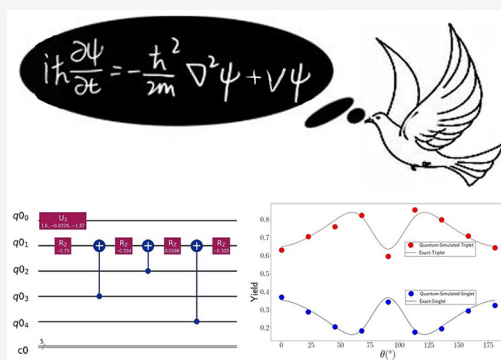 iħ ∂ψ/∂t = -ħ²/2m ∇²ψ + Vψ
q0₀
U₃
1.6, -0.0226, -1.57
q0₁
R_Z
-0.75
R_Z
-0.594
R_Z
0.0266
R_Z
-0.305
q0₂
q0₃
q0₄
c0
5
Yield
0.8
0.7
0.6
0.5
0.4
0.3
0.2
Quantum-Simulated-Triplet
Exact-Triplet
Quantum-Simulated-Singlet
Exact-Singlet
0 25 50 75 100 125 150 175
θ(°)